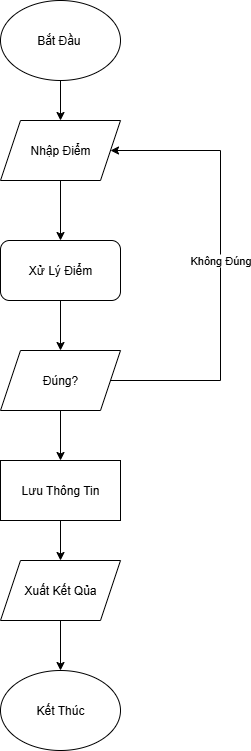 Bắt Đầu
Nhập Điểm
Không Đúng
Xử Lý Điểm
Đúng?
Lưu Thông Tin
Xuất Kết Qủa
Kết Thúc